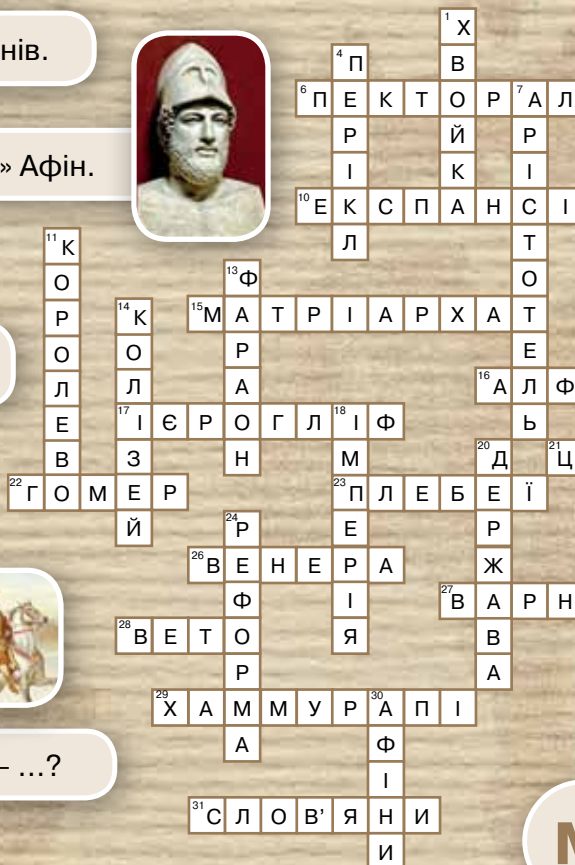 нів.
» Афін.
– ...?
1 Х
4 П В
6 П Е К Т О Р 7 А Л
Р Й Р
І К І
10 Е К С П А Н С І
Л Т
11 К О
О 13 Ф
Р 14 К 15 М А Т Р І А Р Х А Т
О О Р Е
Л Л А 16 А Л Ф
Е 17 І Є Р О Г Л 18 І Ф Ь
В З Н М 20 Д 21 Ц
22 Г О М Е Р 23 П Л Е Б Е Ї
Й 24 Р Е Р
26 В Е Н Е Р А Ж
Ф І 27 В А Р Н
28 В Е Т О Я В
Р А
29 Х А М М У Р 30 А П І
А Ф
І
31 С Л О В’ Я Н И
И